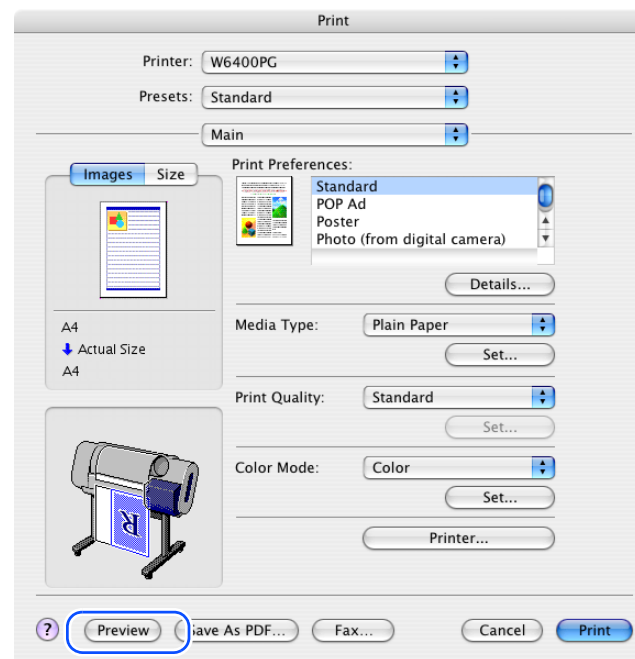 Print
Printer: W6400PG
Presets: Standard
Main
Images Size
Print Preferences:
Standard
POP Ad
Poster
Photo (from digital camera)
Details...
A4
Actual Size
A4
Media Type: Plain Paper
Set...
Print Quality: Standard
Set...
Color Mode: Color
Set...
Printer...
R
? Preview Save As PDF... Fax... Cancel Print